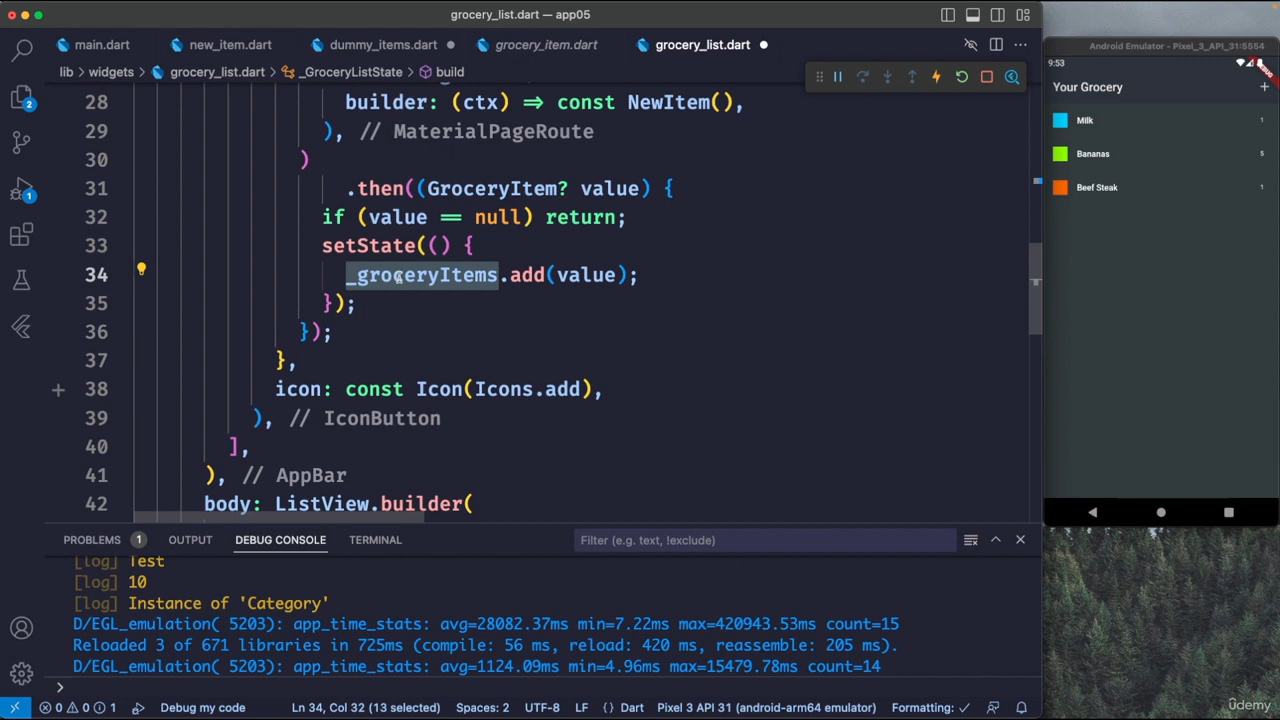 grocery_list.dart — app05
main.dart
new_item.dart
dummy_items.dart
grocery_item.dart
grocery_list.dart
lib > widgets > grocery_list.dart > _GroceryListState > build
28 builder: (ctx) => const NewItem(),
29 ), // MaterialPageRoute
30 )
31 .then((GroceryItem? value) {
32 if (value == null) return;
33 setState(() {
34 _groceryItems.add(value);
35 });
36 });
37 },
38 icon: const Icon(Icons.add),
39 ), // IconButton
40 ],
41 ), // AppBar
42 body: ListView.builder(
PROBLEMS 1 OUTPUT DEBUG CONSOLE TERMINAL
Filter (e.g. text, !exclude)
[log] Test
[log] 10
[log] Instance of 'Category'
D/EGL_emulation( 5203): app_time_stats: avg=28082.37ms min=7.22ms max=420943.53ms count=15
Reloaded 3 of 671 libraries in 725ms (compile: 56 ms, reload: 420 ms, reassemble: 205 ms).
D/EGL_emulation( 5203): app_time_stats: avg=1124.09ms min=4.96ms max=15479.78ms count=14
>
2
1
0 0 1 Debug my code Ln 34, Col 32 (13 selected) Spaces: 2 UTF-8 LF {} Dart Pixel 3 API 31 (android-arm64 emulator) Formatting: ✓
Android Emulator - Pixel_3_API_31:5554
9:53
DEBUG
Your Grocery +
Milk 1
Bananas 5
Beef Steak 1
ûdemy